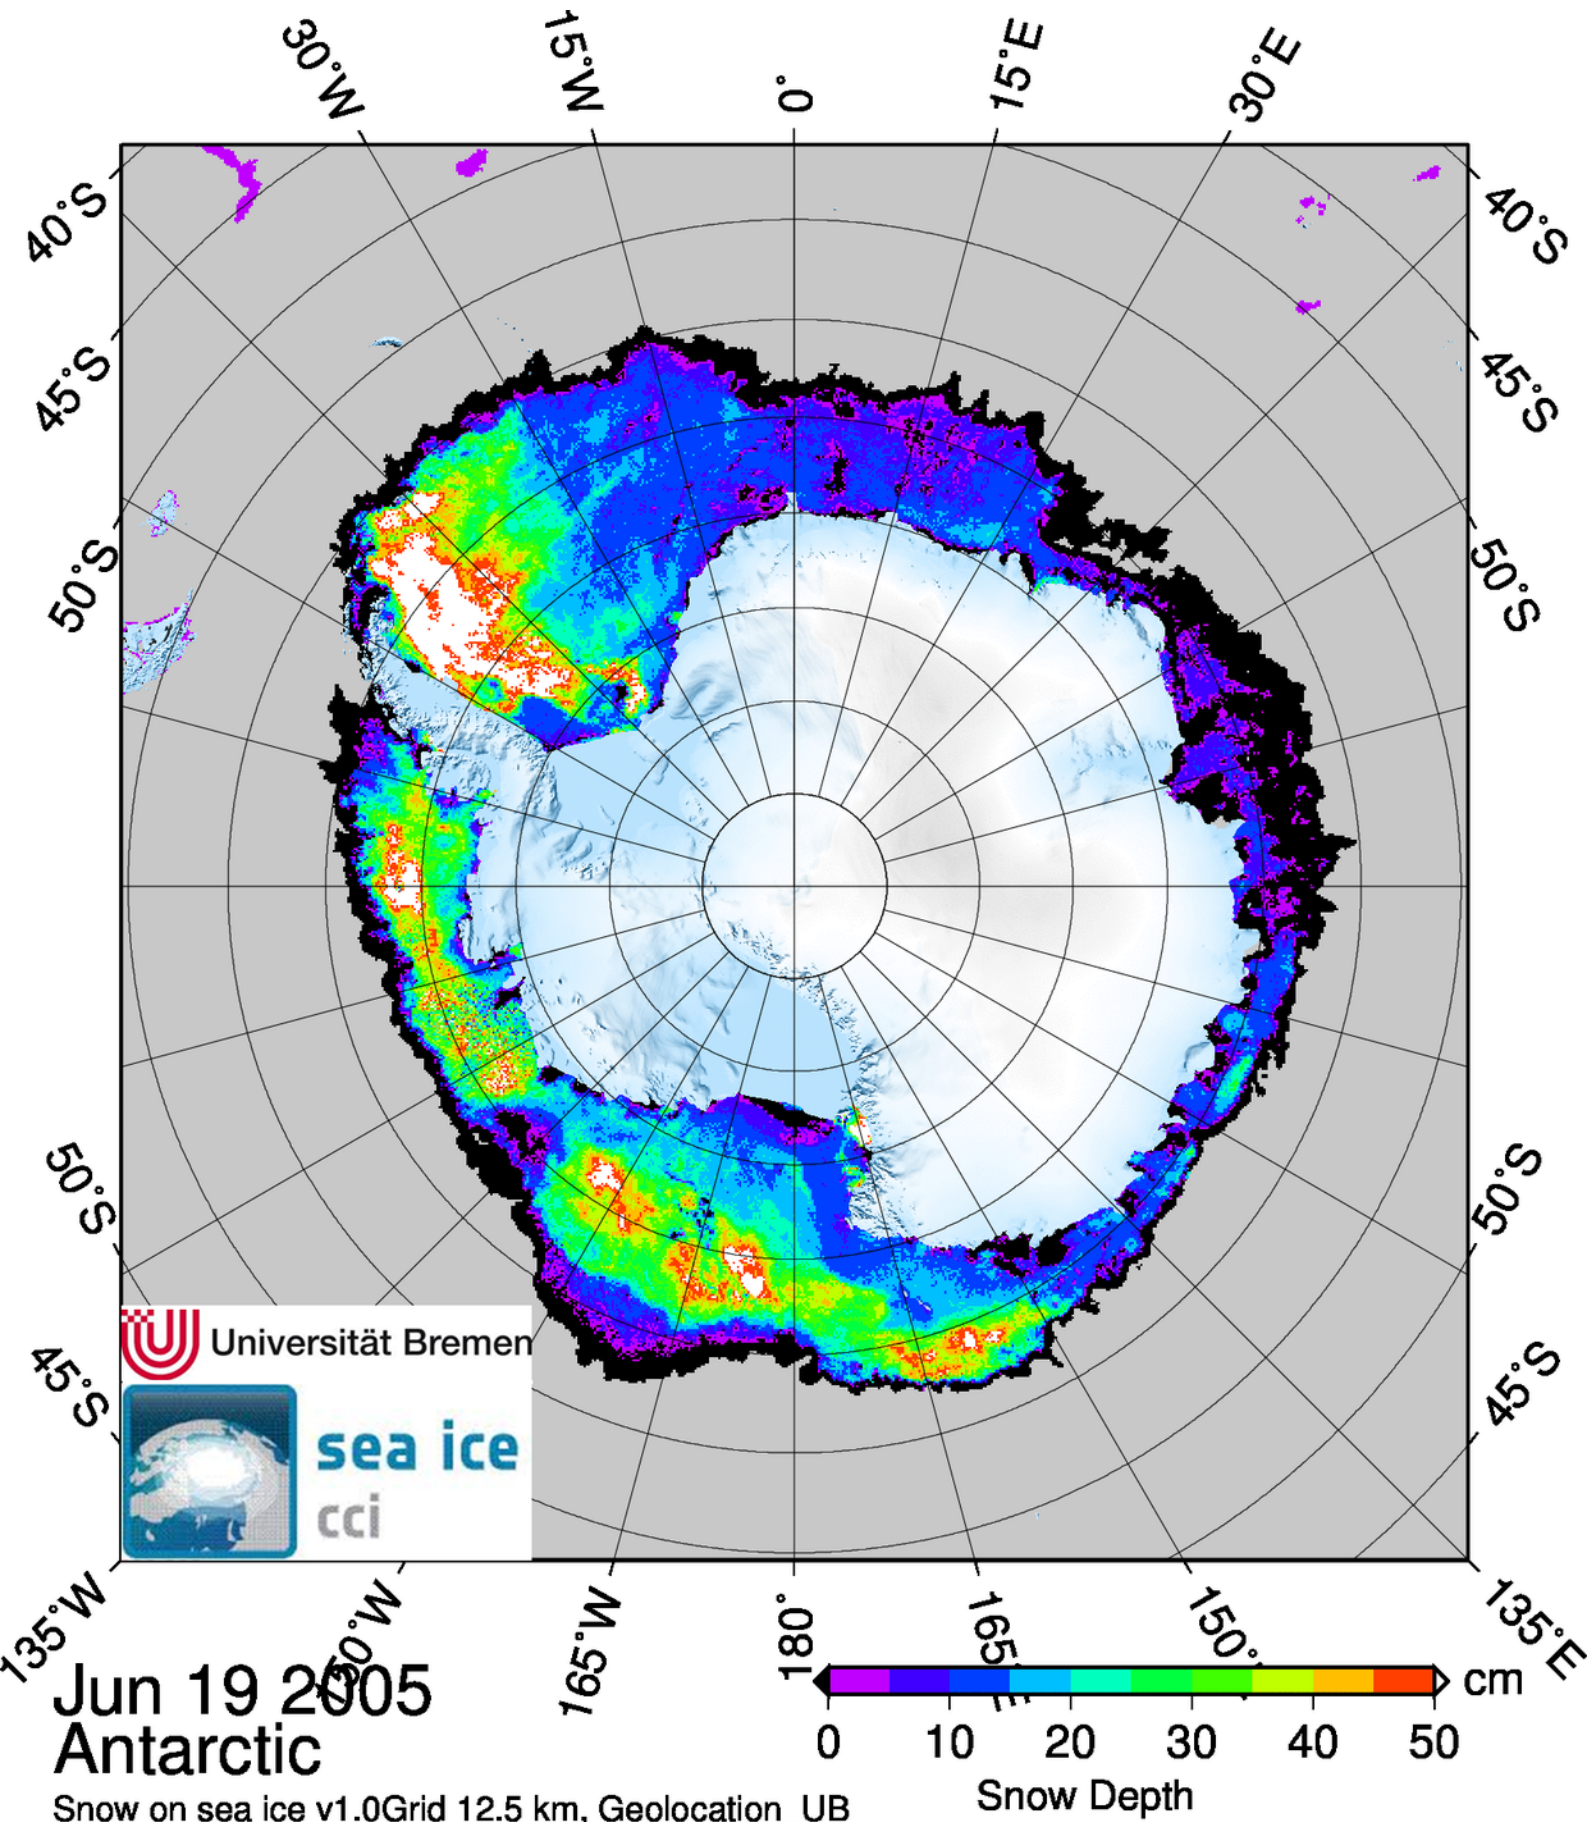 30°W 15°W 0° 15°E 30°E
40°S 40°S
45°S 45°S
50°S 50°S
50°S 50°S
45°S 45°S
Universität Bremen
sea ice
cci
135°W 150°W 165°W 180° 165°E 150° 135°E
Jun 19 2005
Antarctic
Snow on sea ice v1.0Grid 12.5 km, Geolocation UB
cm
0 10 20 30 40 50
Snow Depth